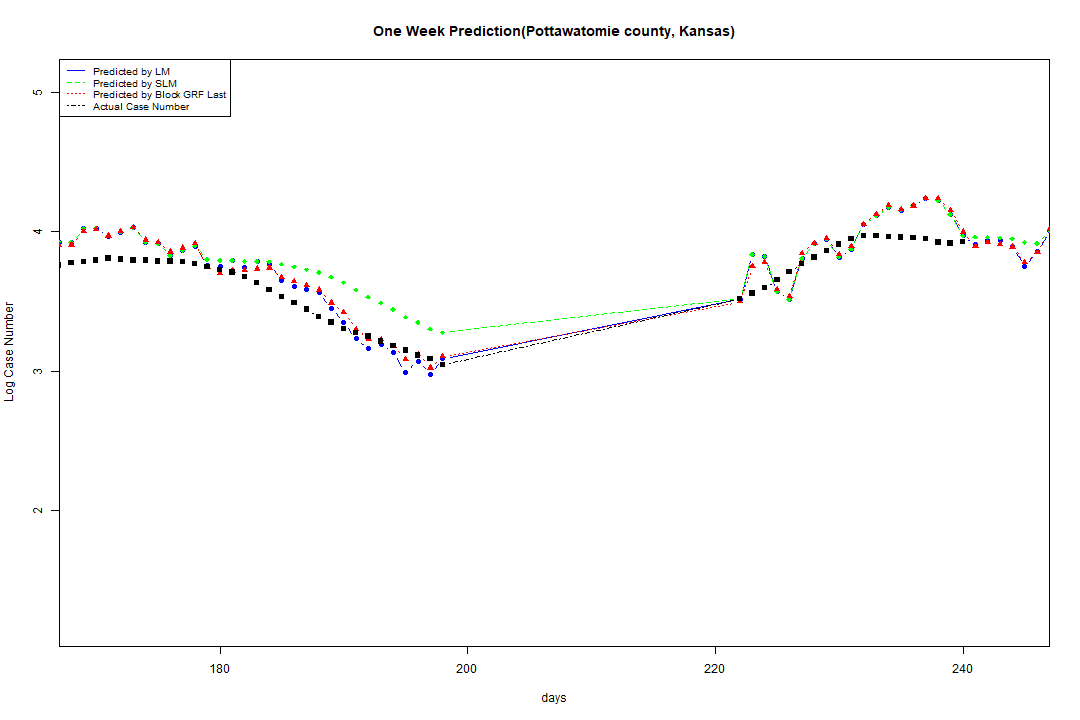 One Week Prediction(Pottawatomie county, Kansas)
Predicted by LM
Predicted by SLM
Predicted by Block GRF Last
Actual Case Number
5
4
3
2
Log Case Number
180
200
220
240
days